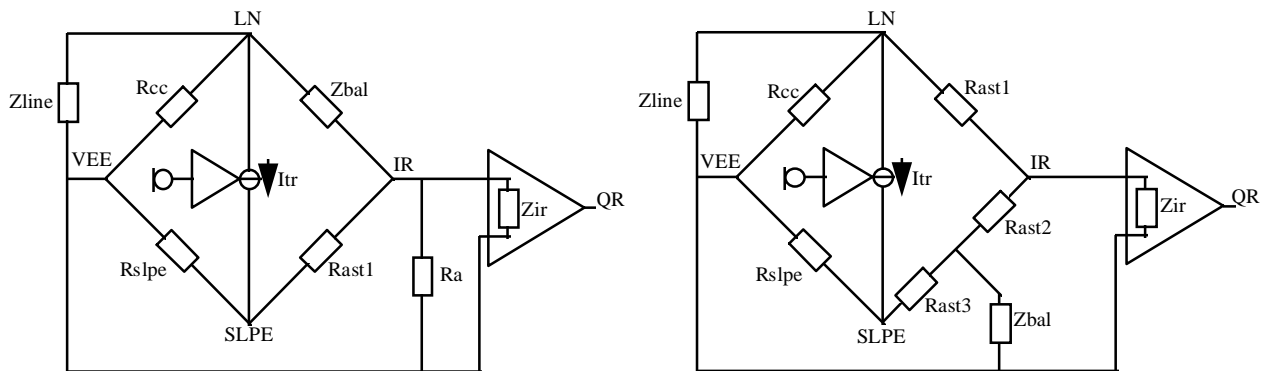 LN
Rcc
Zbal
Zline
VEE
Itr
IR
Zir
QR
Rslpe
Rast1
Ra
SLPE
LN
Rcc
Rast1
Zline
VEE
Itr
IR
Zir
QR
Rast2
Rslpe
Rast3
Zbal
SLPE